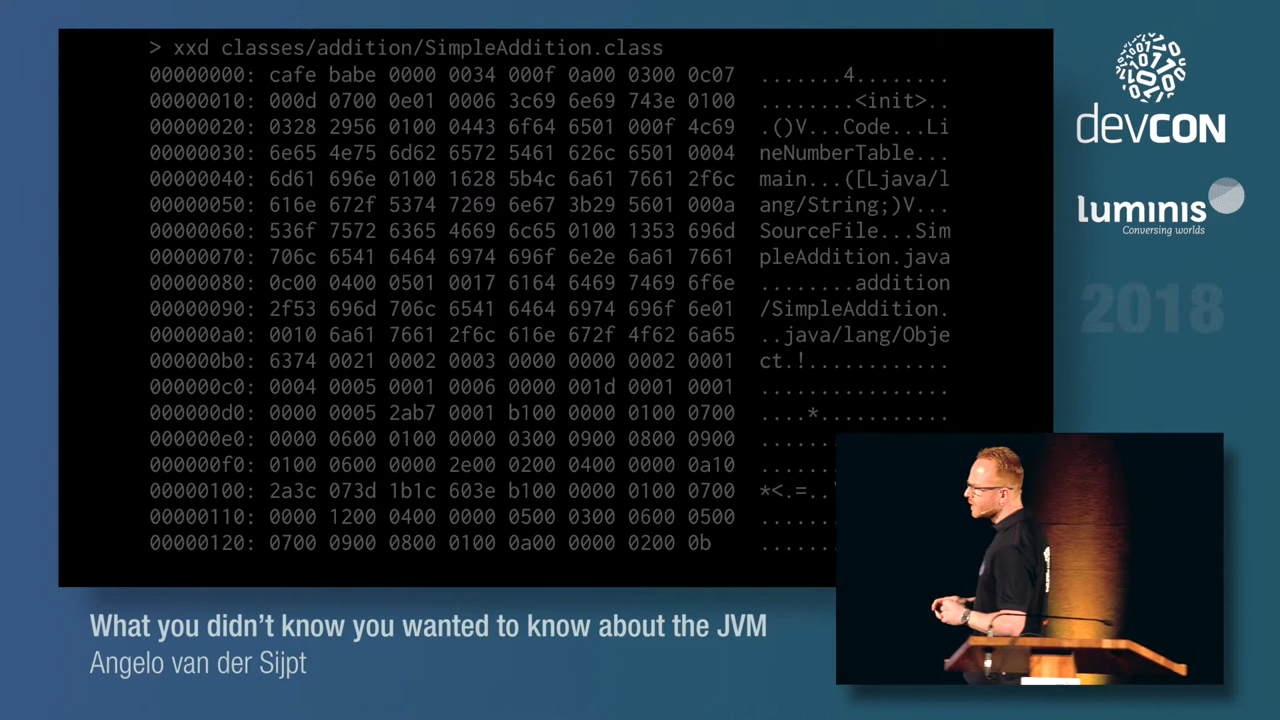 > xxd classes/addition/SimpleAddition.class
00000000: cafe babe 0000 0034 000f 0a00 0300 0c07 .......4........
00000010: 000d 0700 0e01 0006 3c69 6e69 743e 0100 ........<init>..
00000020: 0328 2956 0100 0443 6f64 6501 000f 4c69 .()V...Code...Li
00000030: 6e65 4e75 6d62 6572 5461 626c 6501 0004 neNumberTable...
00000040: 6d61 696e 0100 1628 5b4c 6a61 7661 2f6c main...([Ljava/l
00000050: 616e 672f 5374 7269 6e67 3b29 5601 000a ang/String;)V...
00000060: 536f 7572 6365 4669 6c65 0100 1353 696d SourceFile...Sim
00000070: 706c 6541 6464 6974 696f 6e2e 6a61 7661 pleAddition.java
00000080: 0c00 0400 0501 0017 6164 6469 7469 6f6e ........addition
00000090: 2f53 696d 706c 6541 6464 6974 696f 6e01 /SimpleAddition.
000000a0: 0010 6a61 7661 2f6c 616e 672f 4f62 6a65 ..java/lang/Obje
000000b0: 6374 0021 0002 0003 0000 0000 0002 0001 ct.!............
000000c0: 0004 0005 0001 0006 0000 001d 0001 0001 ................
000000d0: 0000 0005 2ab7 0001 b100 0000 0100 0700 ....*...........
000000e0: 0000 0600 0100 0000 0300 0900 0800 0900 .......
000000f0: 0100 0600 0000 2e00 0200 0400 0000 0a10 .......
00000100: 2a3c 073d 1b1c 603e b100 0000 0100 0700 *<.=..`
00000110: 0000 1200 0400 0000 0500 0300 0600 0500 .......
00000120: 0700 0900 0800 0100 0a00 0000 0200 0b .......
devCON
luminis
Conversing worlds
2018
What you didn't know you wanted to know about the JVM
Angelo van der Sijpt